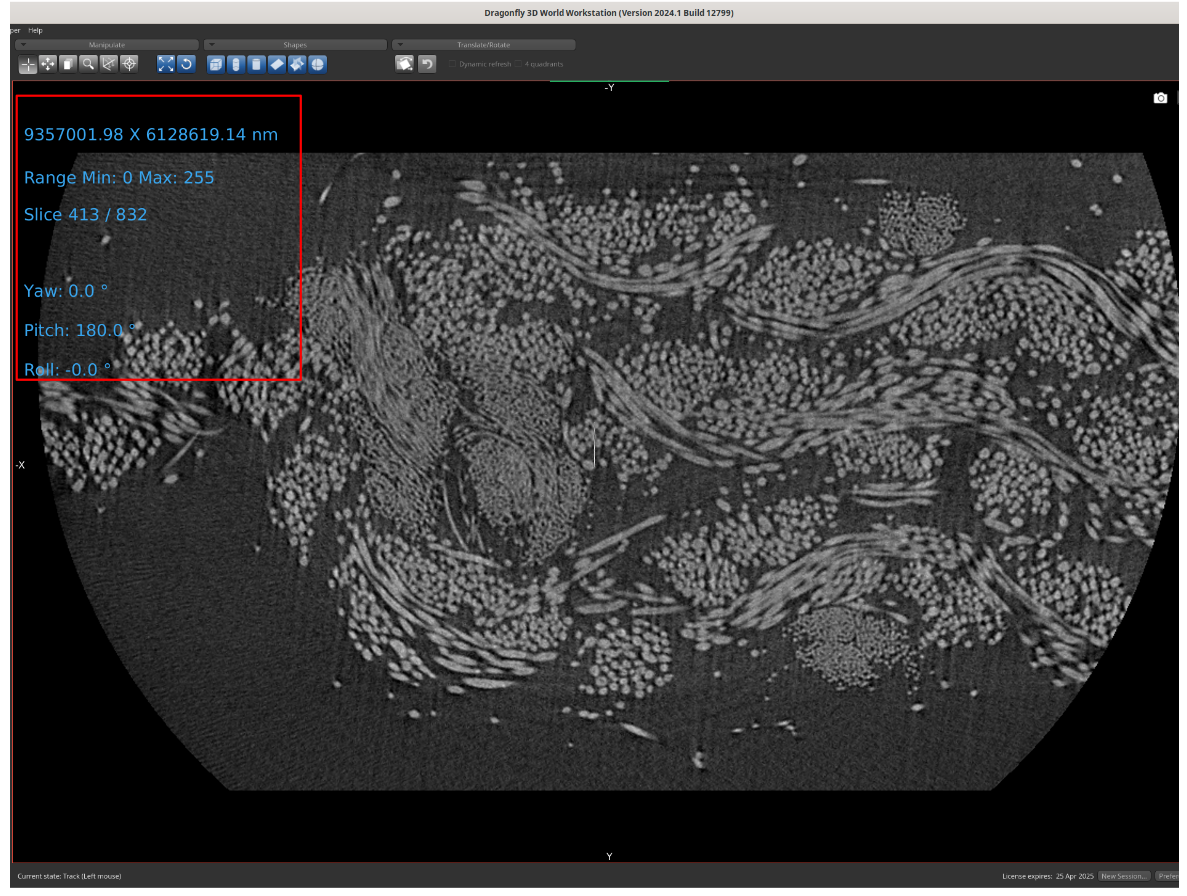 Dragonfly 3D World Workstation (Version 2024.1 Build 12799)
per Help
Manipulate Shapes Translate/Rotate
Dynamic refresh 4 quadrants
-Y
9357001.98 X 6128619.14 nm
Range Min: 0 Max: 255
Slice 413 / 832
Yaw: 0.0 °
Pitch: 180.0 °
Roll: -0.0 °
-X
Y
Current state: Track (Left mouse) License expires: 25 Apr 2025 New Session... Prefer